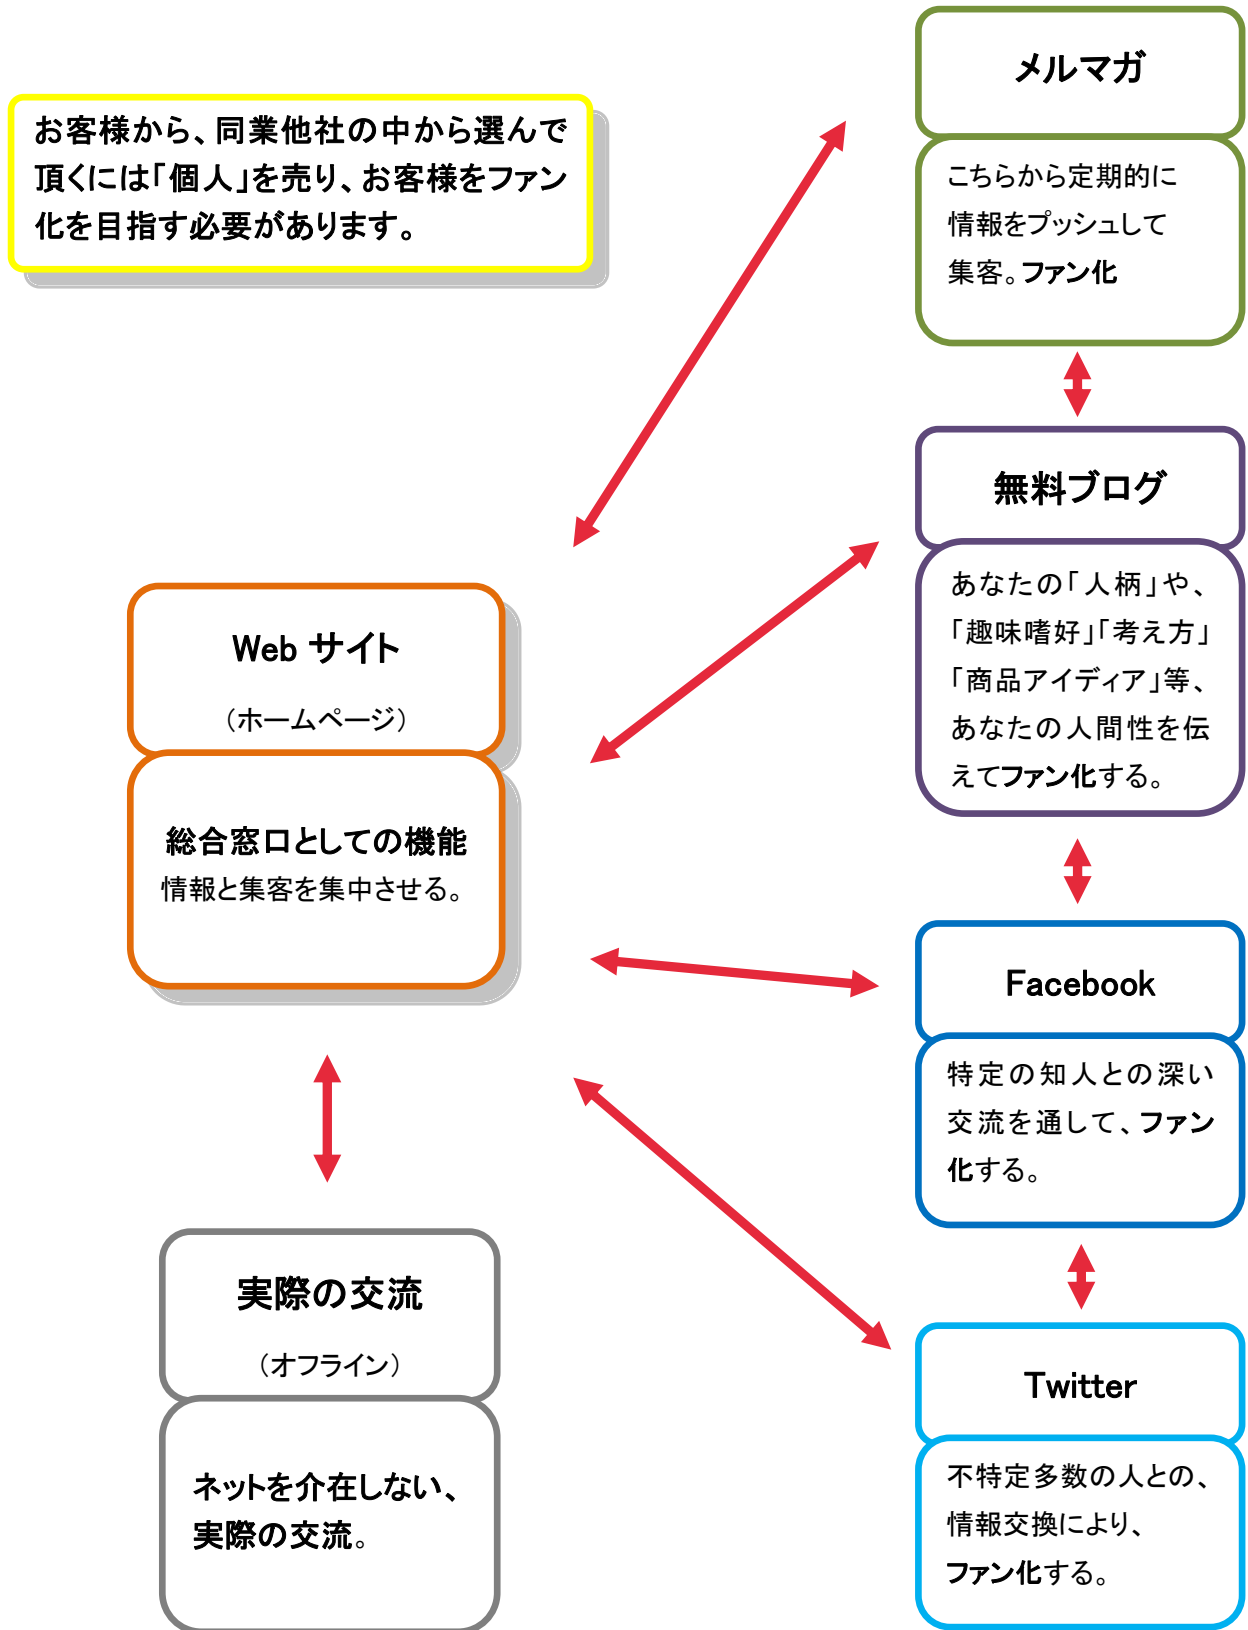 お客様から、同業他社の中から選んで
頂くには「個人」を売り、お客様をファン
化を目指す必要があります。
メルマガ
こちらから定期的に
情報をプッシュして
集客。ファン化
無料ブログ
あなたの「人柄」や、
「趣味嗜好」「考え方」
「商品アイディア」等、
あなたの人間性を伝
えてファン化する。
Web サイト
（ホームページ）
総合窓口としての機能
情報と集客を集中させる。
Facebook
特定の知人との深い
交流を通して、ファン
化する。
実際の交流
（オフライン）
ネットを介在しない、
実際の交流。
Twitter
不特定多数の人との、
情報交換により、
ファン化する。